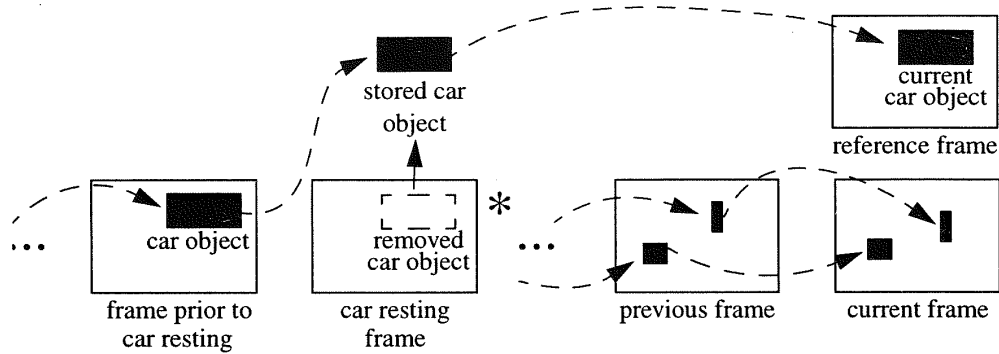 stored car
object
current
car object
reference frame
• • •
car object
frame prior to
car resting
removed
car object
*
car resting
frame
• • •
previous frame
current frame